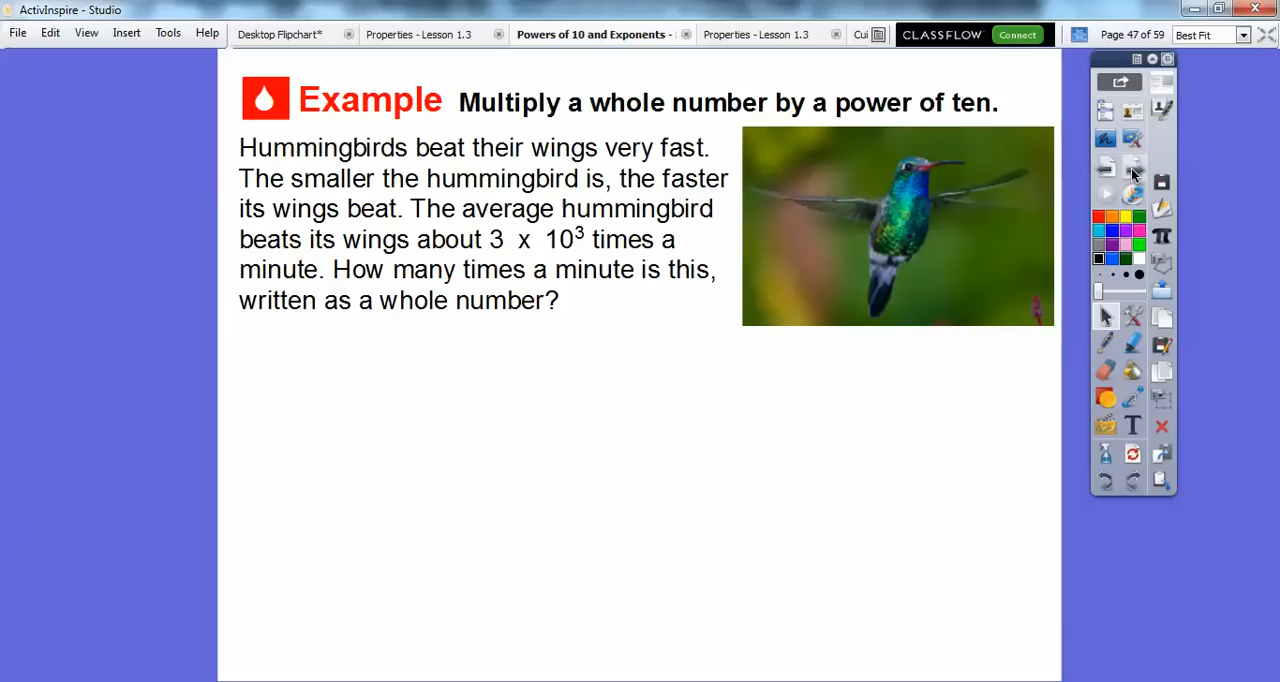 ActivInspire - Studio
File Edit View Insert Tools Help
Desktop Flipchart* Properties - Lesson 1.3 Powers of 10 and Exponents - Properties - Lesson 1.3 Cui CLASSFLOW Connect Page 47 of 59 Best Fit
Example Multiply a whole number by a power of ten.
Hummingbirds beat their wings very fast.
The smaller the hummingbird is, the faster
its wings beat. The average hummingbird
beats its wings about 3 x 10³ times a
minute. How many times a minute is this,
written as a whole number?